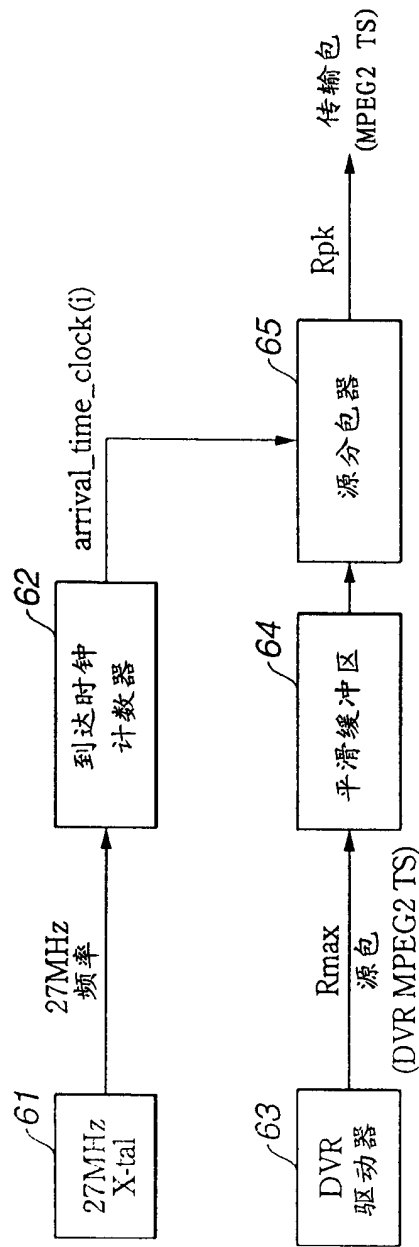 61
27MHz
X-tal
27MHz
频率
62
到达时钟
计数器
arrival_time_clock(i)
63
DVR
驱动器
Rmax
源包
(DVR MPEG2 TS)
64
平滑缓冲区
65
源分包器
Rpk
传输包
(MPEG2 TS)